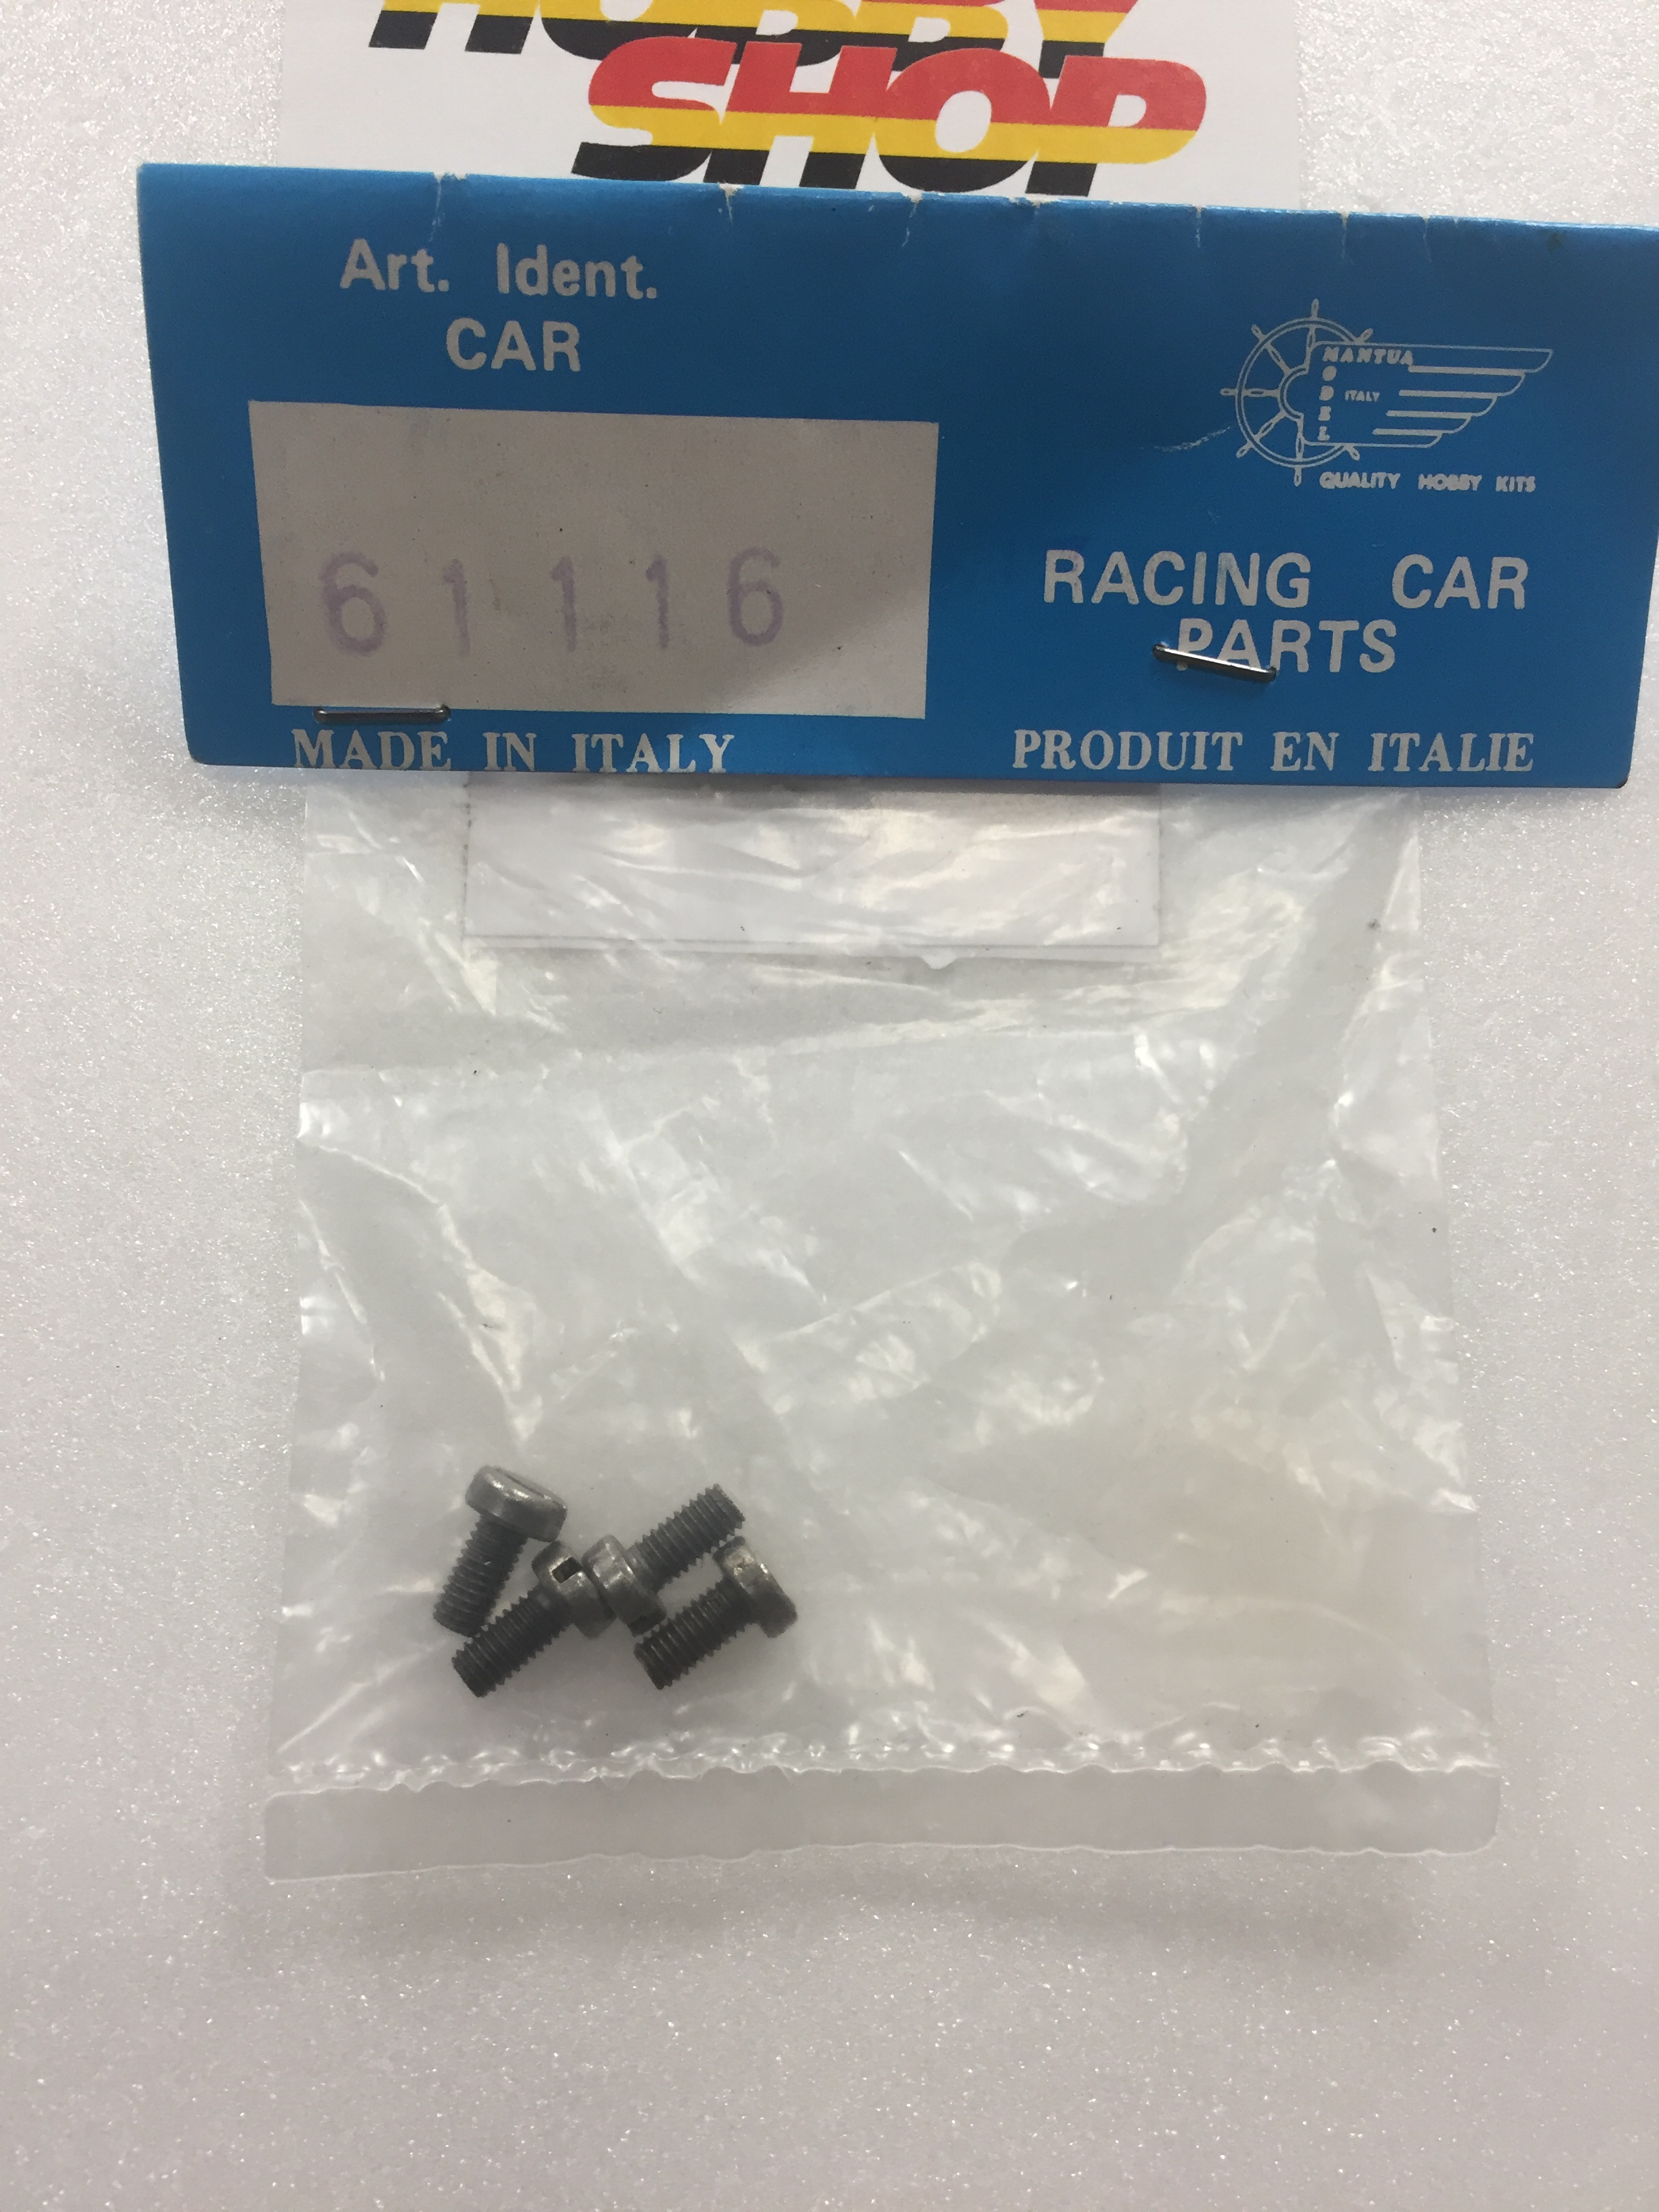 HOBBY
SHOP
Art. Ident.
CAR
61116
MADE IN ITALY
MANTUA
MODEL
ITALY
QUALITY HOBBY KITS
RACING CAR
PARTS
PRODUIT EN ITALIE